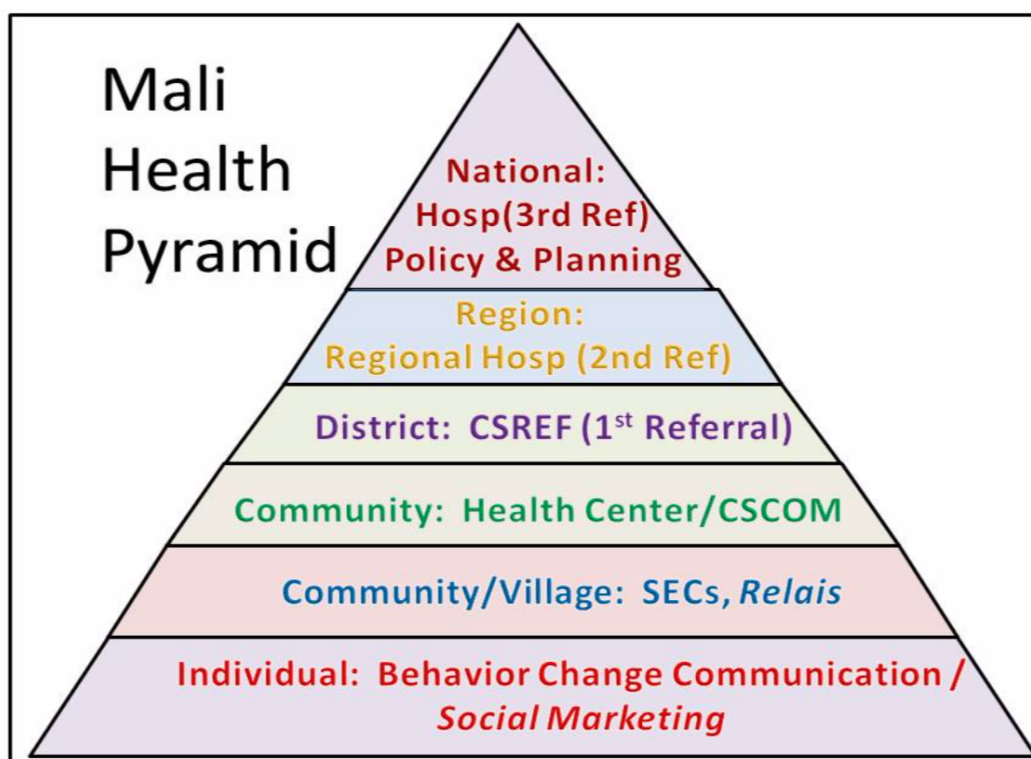 Mali
Health
Pyramid
National:
Hosp(3rd Ref)
Policy & Planning
Region:
Regional Hosp (2nd Ref)
District: CSREF (1st Referral)
Community: Health Center/CSCOM
Community/Village: SECs, Relais
Individual: Behavior Change Communication /
Social Marketing